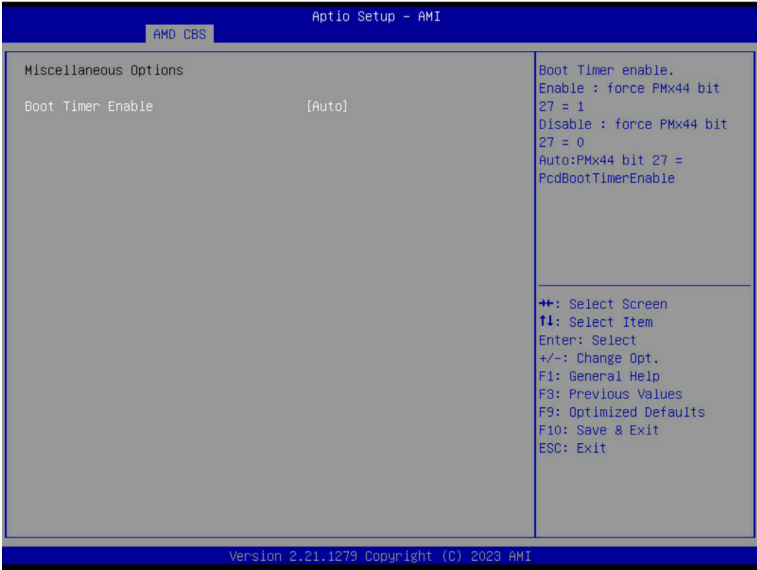 Aptio Setup – AMI
AMD CBS
Miscellaneous Options
Boot Timer Enable [Auto]
Boot Timer enable.
Enable : force PMx44 bit
27 = 1
Disable : force PMx44 bit
27 = 0
Auto:PMx44 bit 27 =
PcdBootTimerEnable
→←: Select Screen
↑↓: Select Item
Enter: Select
+/-: Change Opt.
F1: General Help
F3: Previous Values
F9: Optimized Defaults
F10: Save & Exit
ESC: Exit
Version 2.21.1279 Copyright (C) 2023 AMI